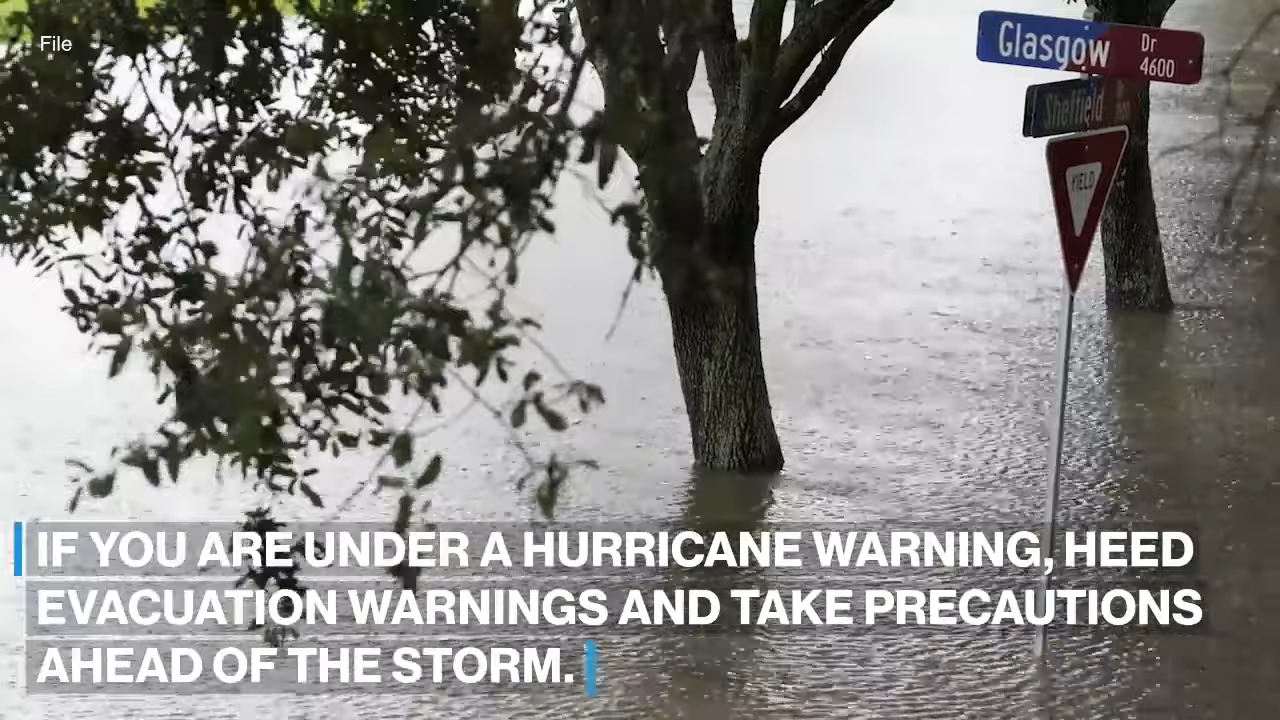 File
Glasgow Dr 4600
Sheffield
YIELD
IF YOU ARE UNDER A HURRICANE WARNING, HEED
EVACUATION WARNINGS AND TAKE PRECAUTIONS
AHEAD OF THE STORM.